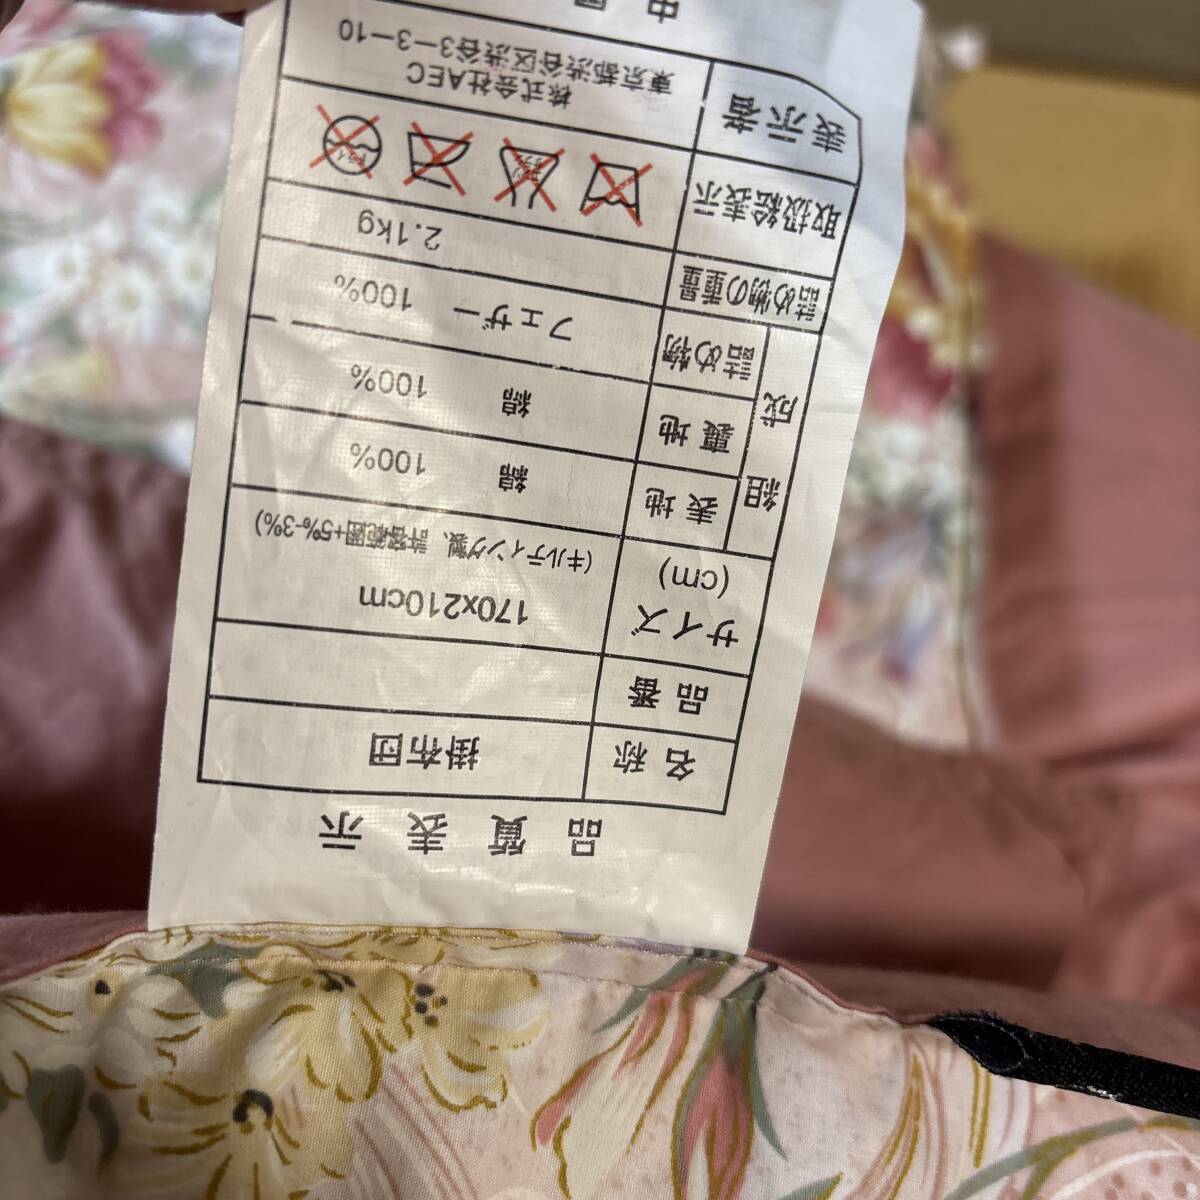 品質表示
名称 掛布団
品番
サイズ(cm) 170x210cm
(キルティング製、許容範囲+5%-3%)
組成 表地 綿 100%
裏地 綿 100%
詰め物 フェザー 100%
詰め物の重量 2.1kg
取扱絵表示
表示者 株式会社AEC
東京都渋谷区渋谷3-3-10